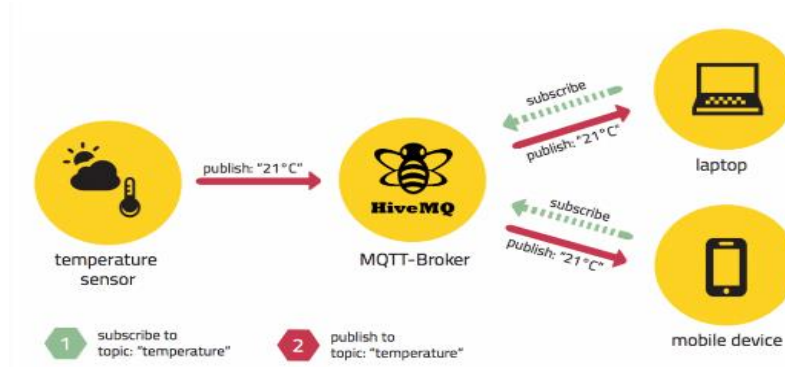 subscribe
publish: "21°C"
laptop
publish: "21°C"
HiveMQ
temperature
sensor
MQTT-Broker
subscribe
publish: "21°C"
mobile device
1
subscribe to
topic: "temperature"
2
publish to
topic: "temperature"